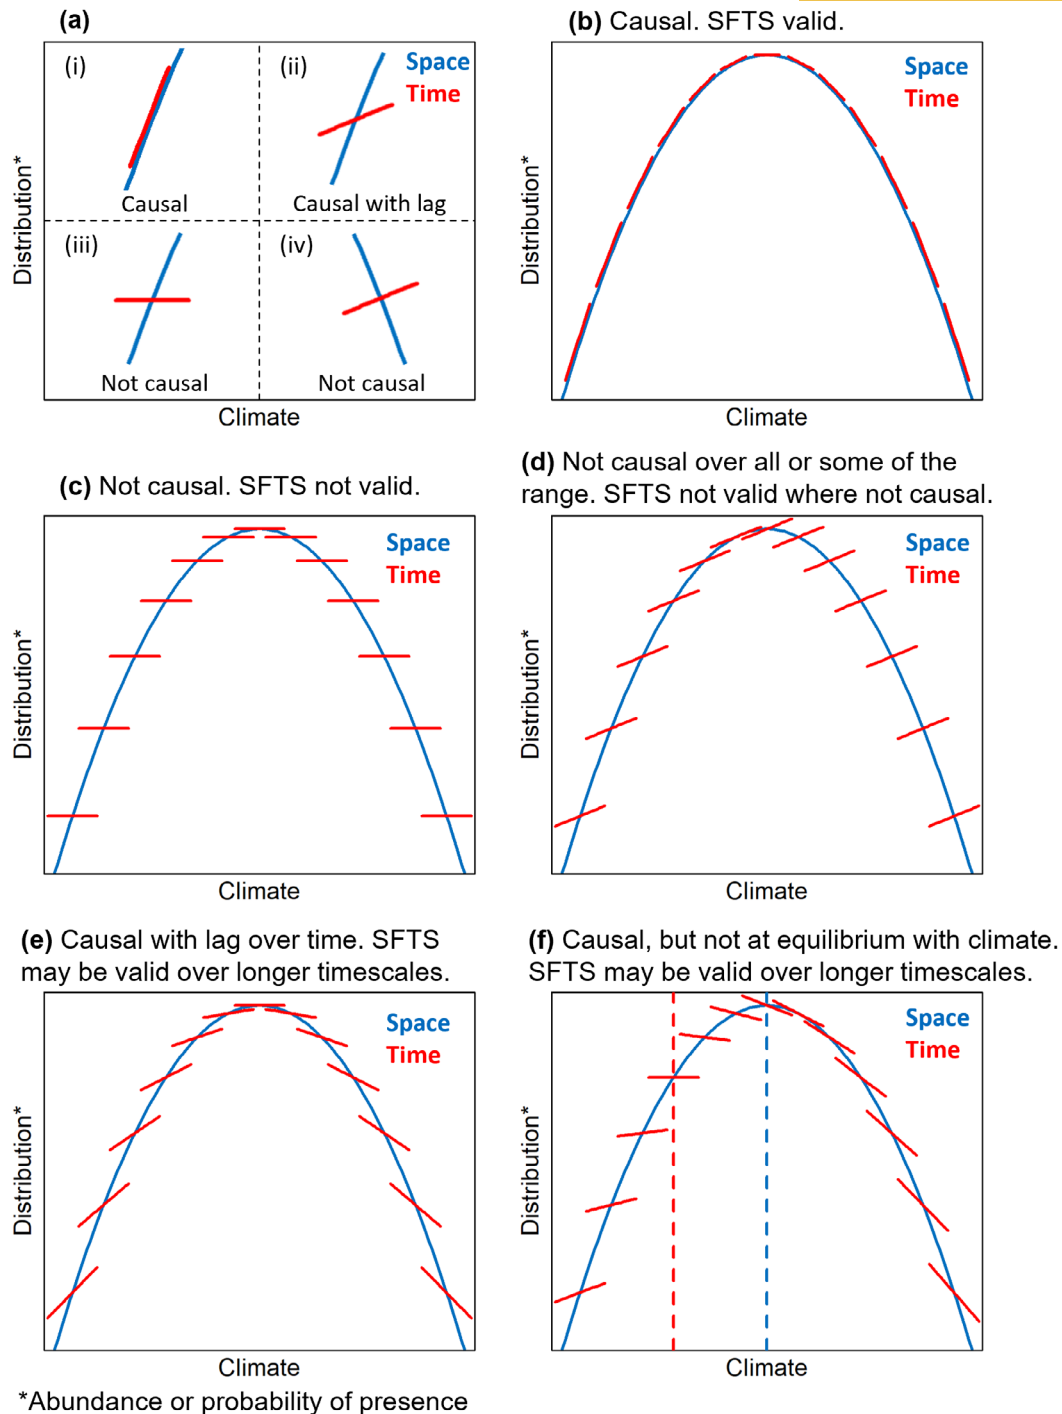 (a)
(i)
(ii)
Space
Time
Causal
Causal with lag
(iii)
(iv)
Not causal
Not causal
Distribution*
Climate
(b) Causal. SFTS valid.
Space
Time
Distribution*
Climate
(c) Not causal. SFTS not valid.
Space
Time
Distribution*
Climate
(d) Not causal over all or some of the
range. SFTS not valid where not causal.
Space
Time
Distribution*
Climate
(e) Causal with lag over time. SFTS
may be valid over longer timescales.
Space
Time
Distribution*
Climate
(f) Causal, but not at equilibrium with climate.
SFTS may be valid over longer timescales.
Space
Time
Distribution*
Climate
*Abundance or probability of presence